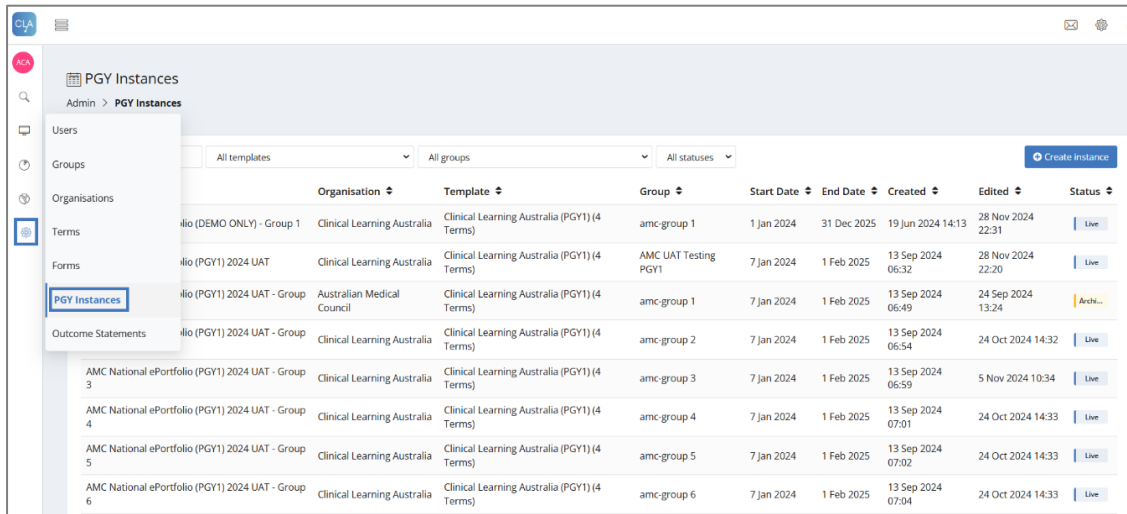 CLA
ACA
PGY Instances
Admin > PGY Instances
Users
Groups
Organisations
Terms
Forms
PGY Instances
Outcome Statements
All templates All groups All statuses Create Instance
Organisation Template Group Start Date End Date Created Edited Status
lio (DEMO ONLY) - Group 1 Clinical Learning Australia Clinical Learning Australia (PGY1) (4 Terms) amc-group 1 1 Jan 2024 31 Dec 2025 19 Jun 2024 14:13 28 Nov 2024 22:31 Live
lio (PGY1) 2024 UAT Clinical Learning Australia Clinical Learning Australia (PGY1) (4 Terms) AMC UAT Testing PGY1 7 Jan 2024 1 Feb 2025 13 Sep 2024 06:32 28 Nov 2024 22:20 Live
lio (PGY1) 2024 UAT - Group Australian Medical Council Clinical Learning Australia (PGY1) (4 Terms) amc-group 1 7 Jan 2024 1 Feb 2025 13 Sep 2024 06:49 24 Sep 2024 13:24 Archi...
lio (PGY1) 2024 UAT - Group Clinical Learning Australia Clinical Learning Australia (PGY1) (4 Terms) amc-group 2 7 Jan 2024 1 Feb 2025 13 Sep 2024 06:54 24 Oct 2024 14:32 Live
AMC National ePortfolio (PGY1) 2024 UAT - Group 3 Clinical Learning Australia Clinical Learning Australia (PGY1) (4 Terms) amc-group 3 7 Jan 2024 1 Feb 2025 13 Sep 2024 06:59 5 Nov 2024 10:34 Live
AMC National ePortfolio (PGY1) 2024 UAT - Group 4 Clinical Learning Australia Clinical Learning Australia (PGY1) (4 Terms) amc-group 4 7 Jan 2024 1 Feb 2025 13 Sep 2024 07:01 24 Oct 2024 14:33 Live
AMC National ePortfolio (PGY1) 2024 UAT - Group 5 Clinical Learning Australia Clinical Learning Australia (PGY1) (4 Terms) amc-group 5 7 Jan 2024 1 Feb 2025 13 Sep 2024 07:02 24 Oct 2024 14:33 Live
AMC National ePortfolio (PGY1) 2024 UAT - Group 6 Clinical Learning Australia Clinical Learning Australia (PGY1) (4 Terms) amc-group 6 7 Jan 2024 1 Feb 2025 13 Sep 2024 07:04 24 Oct 2024 14:33 Live